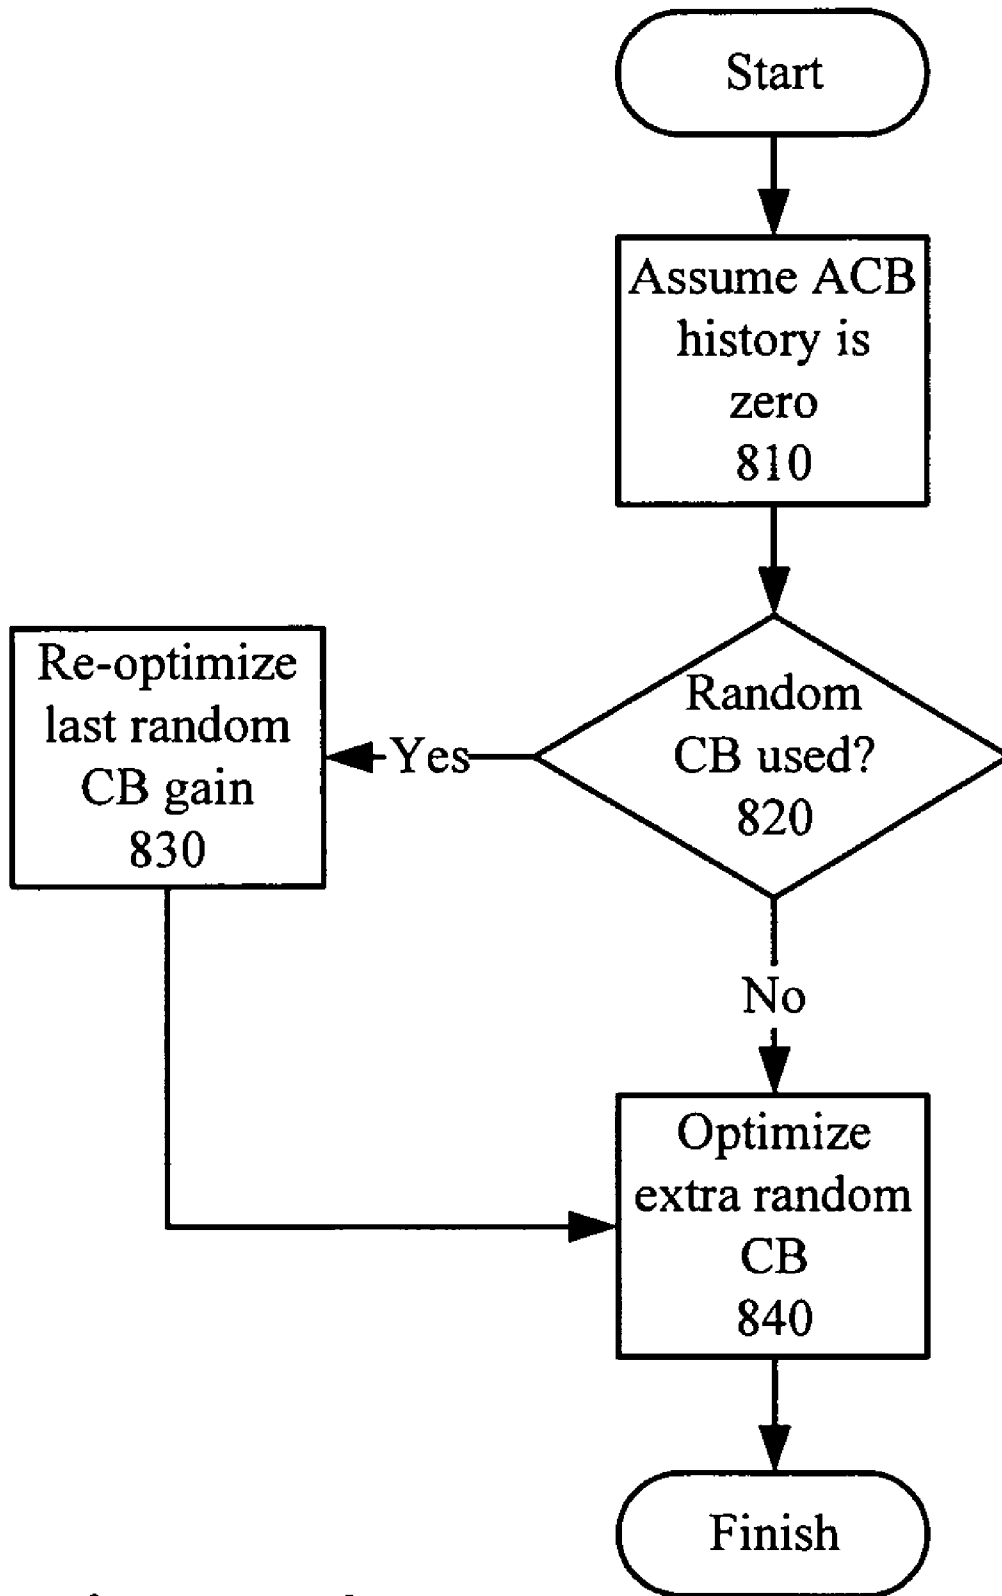 Start
Assume ACB
history is
zero
810
Random
CB used?
820
Yes
Re-optimize
last random
CB gain
830
No
Optimize
extra random
CB
840
Finish